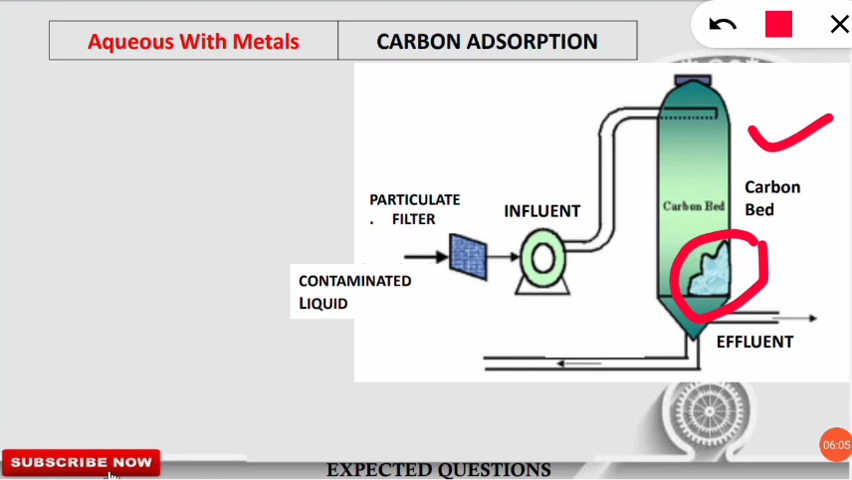 Aqueous With Metals
CARBON ADSORPTION
PARTICULATE
. FILTER
INFLUENT
Carbon Bed
Carbon
Bed
CONTAMINATED
LIQUID
EFFLUENT
06:05
SUBSCRIBE NOW
EXPECTED QUESTIONS